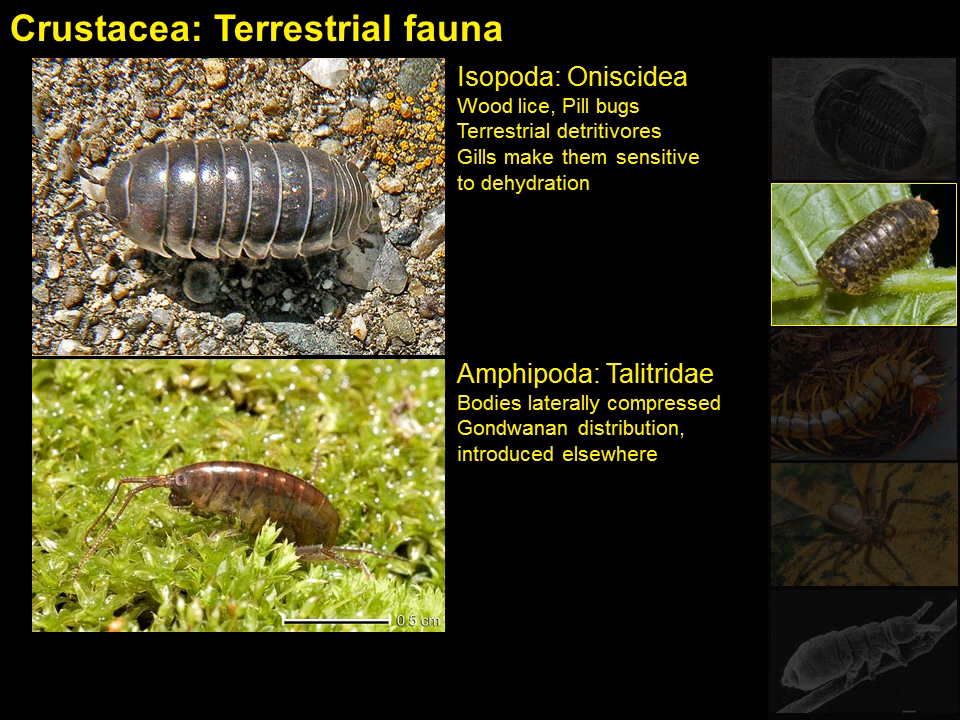 Crustacea: Terrestrial fauna
Isopoda: Oniscidea
Wood lice, Pill bugs
Terrestrial detritivores
Gills make them sensitive
to dehydration
Amphipoda: Talitridae
Bodies laterally compressed
Gondwanan distribution,
introduced elsewhere
0.5 cm